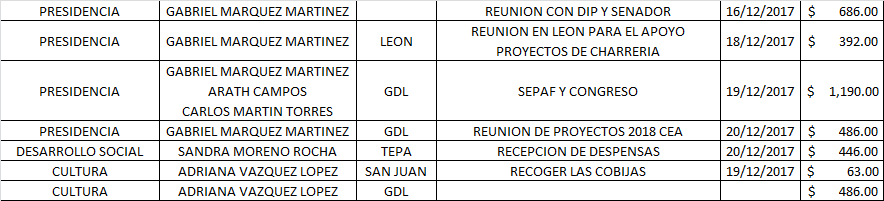 PRESIDENCIA GABRIEL MARQUEZ MARTINEZ REUNION CON DIP Y SENADOR 16/12/2017 $ 686.00
PRESIDENCIA GABRIEL MARQUEZ MARTINEZ LEON REUNION EN LEON PARA EL APOYO PROYECTOS DE CHARRERIA 18/12/2017 $ 392.00
PRESIDENCIA GABRIEL MARQUEZ MARTINEZ ARATH CAMPOS CARLOS MARTIN TORRES GDL SEPAF Y CONGRESO 19/12/2017 $ 1,190.00
PRESIDENCIA GABRIEL MARQUEZ MARTINEZ GDL REUNION DE PROYECTOS 2018 CEA 20/12/2017 $ 486.00
DESARROLLO SOCIAL SANDRA MORENO ROCHA TEPA RECEPCION DE DESPENSAS 20/12/2017 $ 446.00
CULTURA ADRIANA VAZQUEZ LOPEZ SAN JUAN RECOGER LAS COBIJAS 19/12/2017 $ 63.00
CULTURA ADRIANA VAZQUEZ LOPEZ GDL $ 486.00